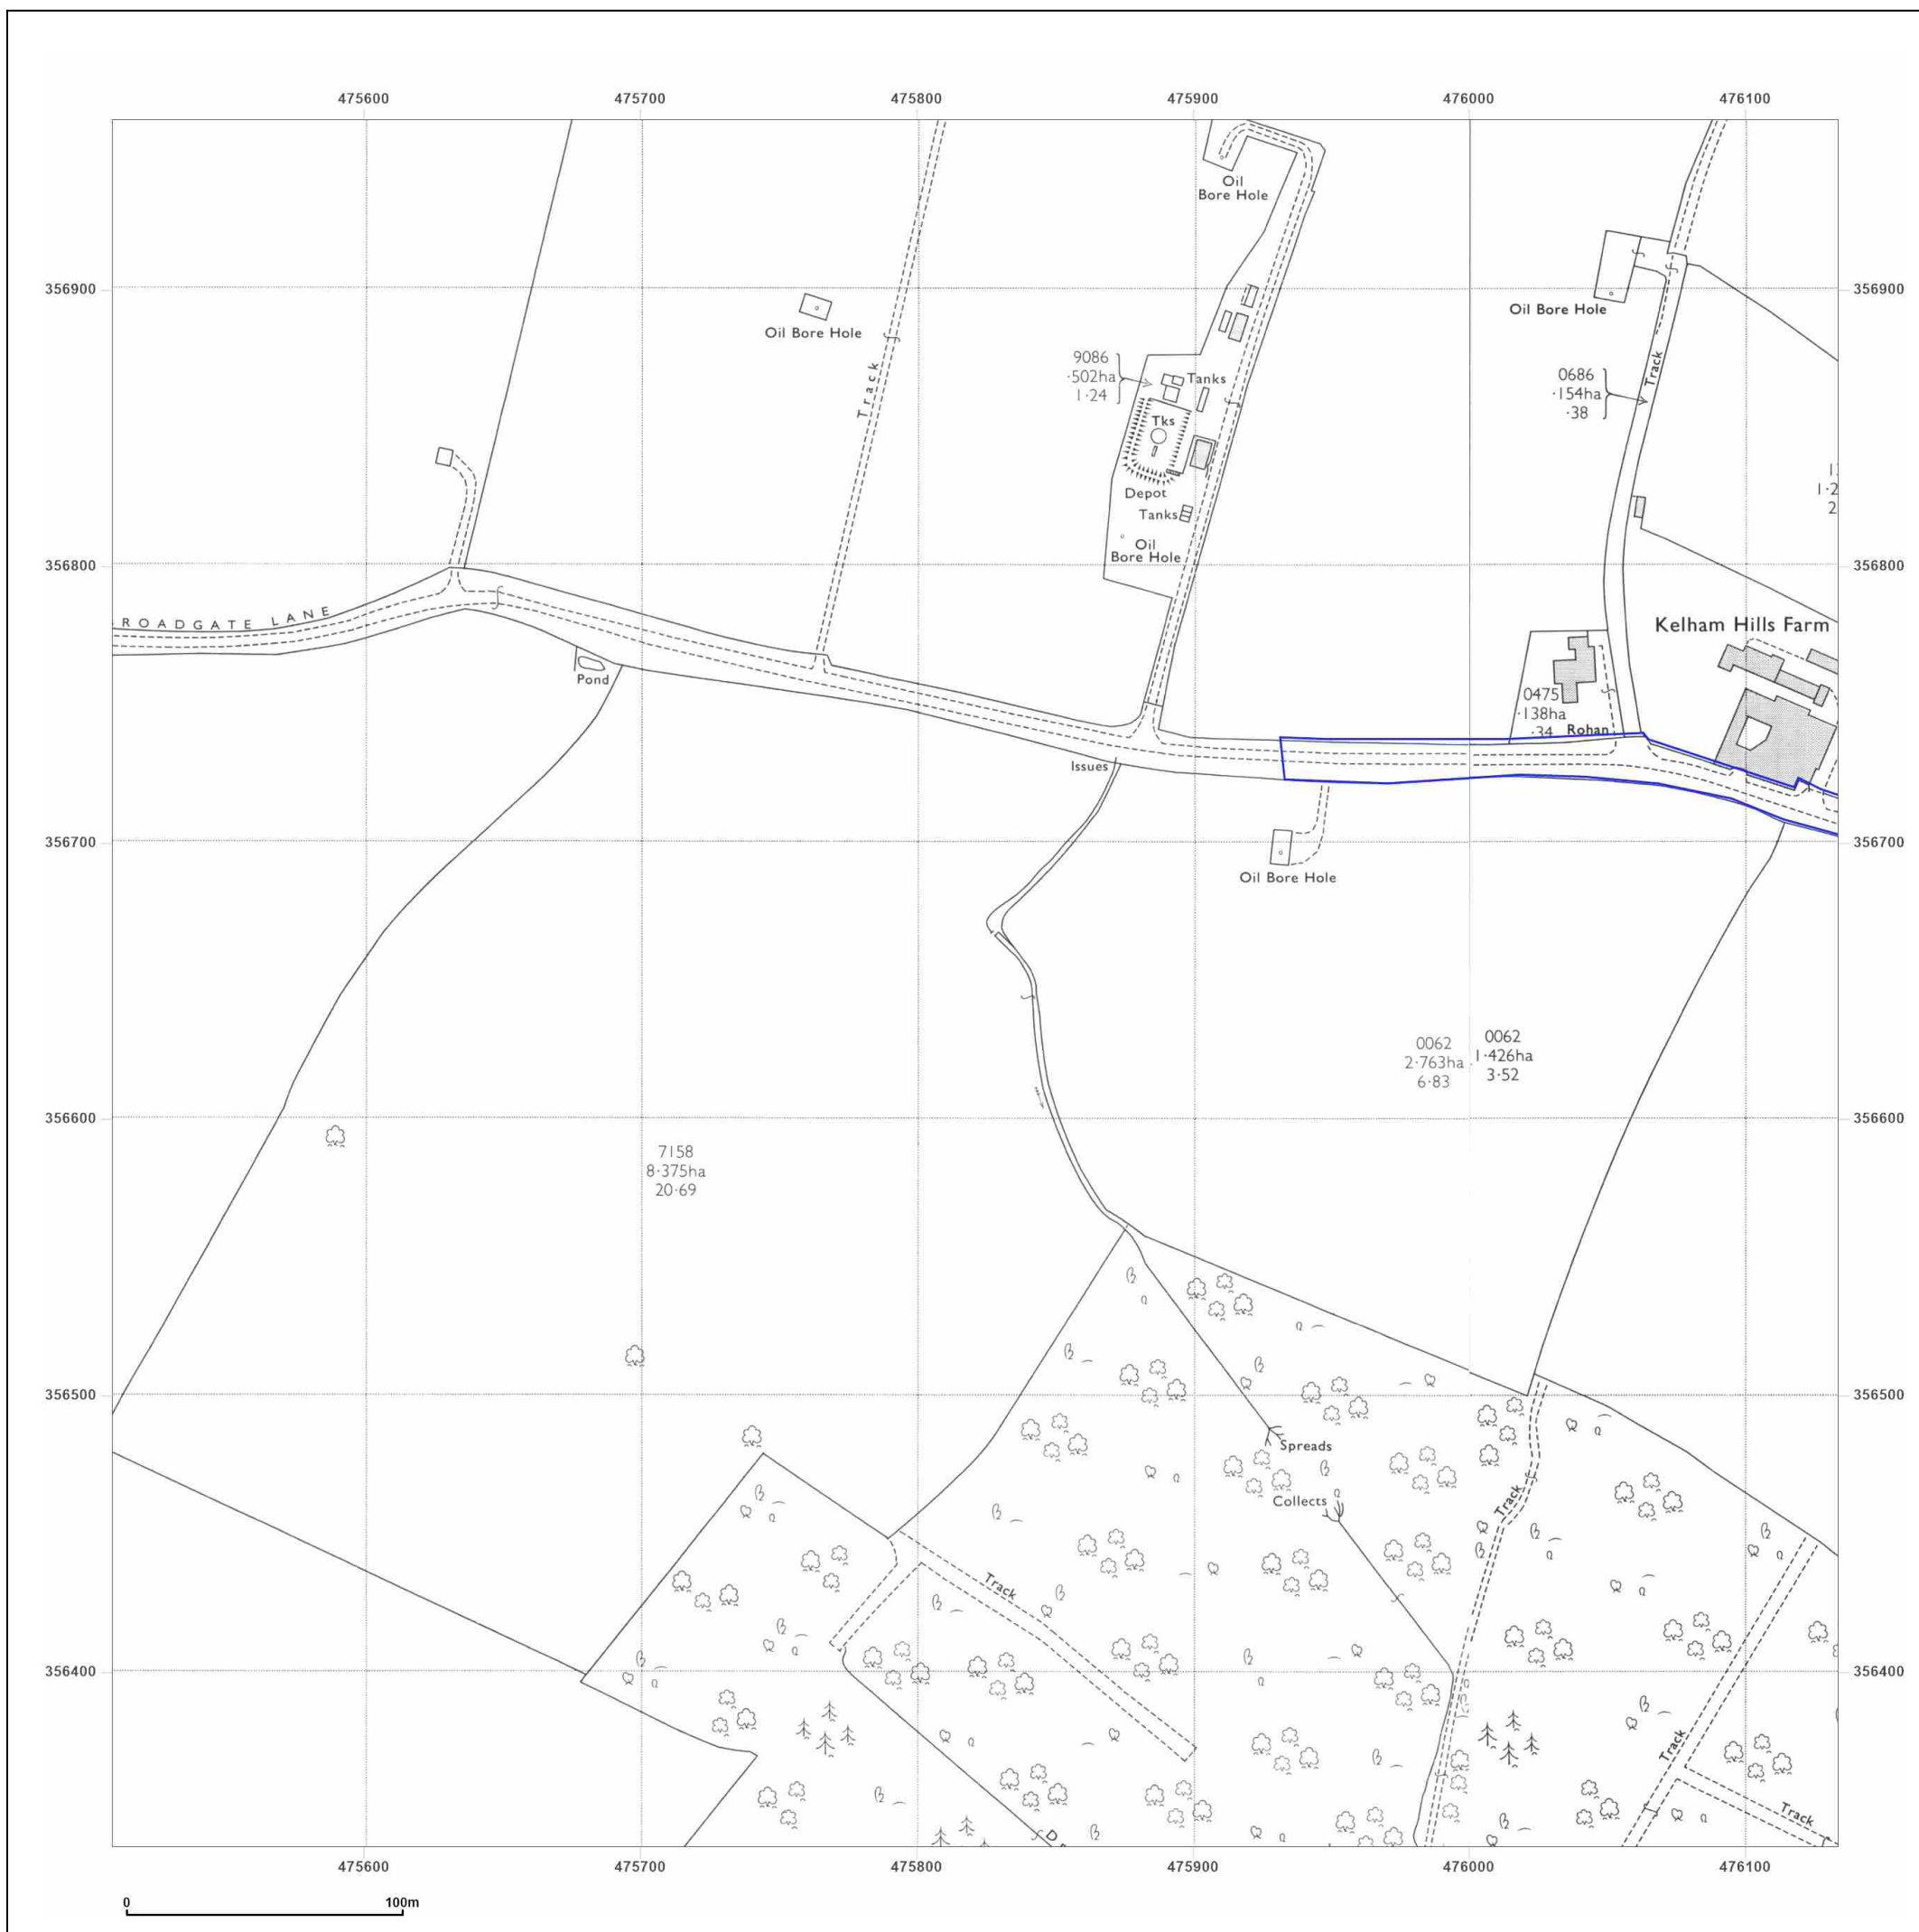 475600 475700 475800 475900 476000 476100
Oil
Bore Hole
356900 356900
Oil Bore Hole
Oil Bore Hole
9086
·502ha
1·24
Tanks
Track
Track
0686
·154ha
·38
Tks
Depot
Tanks
Oil
Bore Hole
1·2
2
356800 356800
ROADGATE LANE
Kelham Hills Farm
Pond
0475
·138ha
·34
Rohan
Issues
356700 356700
Oil Bore Hole
0062
2·763ha
6·83
0062
1·426ha
3·52
356600 356600
7158
8·375ha
20·69
356500 356500
Spreads
Collects
Track
Track
356400 356400
Track
Track
475600 475700 475800 475900 476000 476100
0 100m